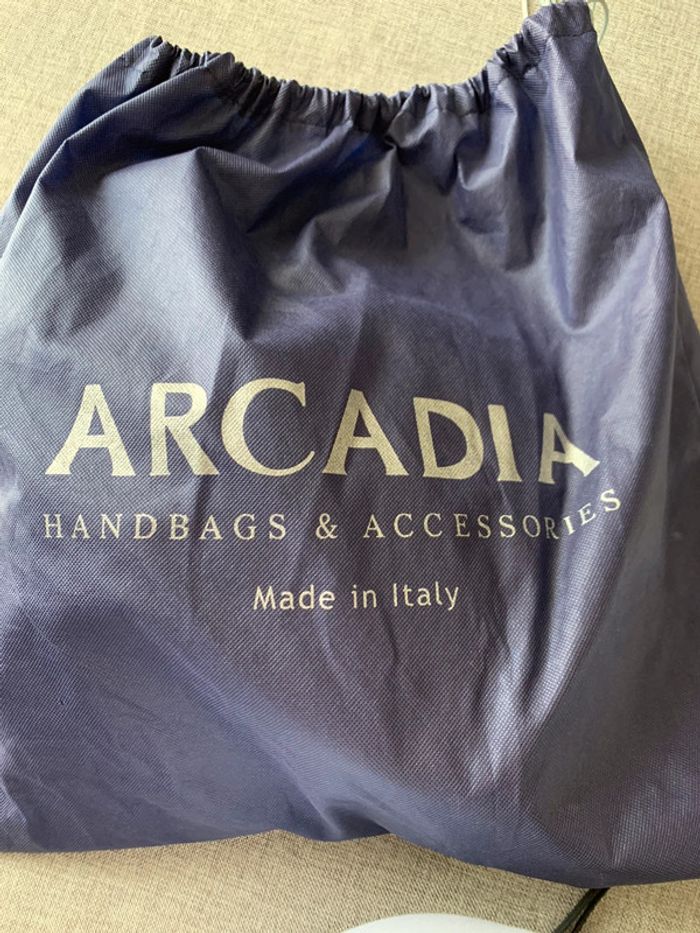 ARCADIA
HANDBAGS & ACCESSORIES
Made in Italy